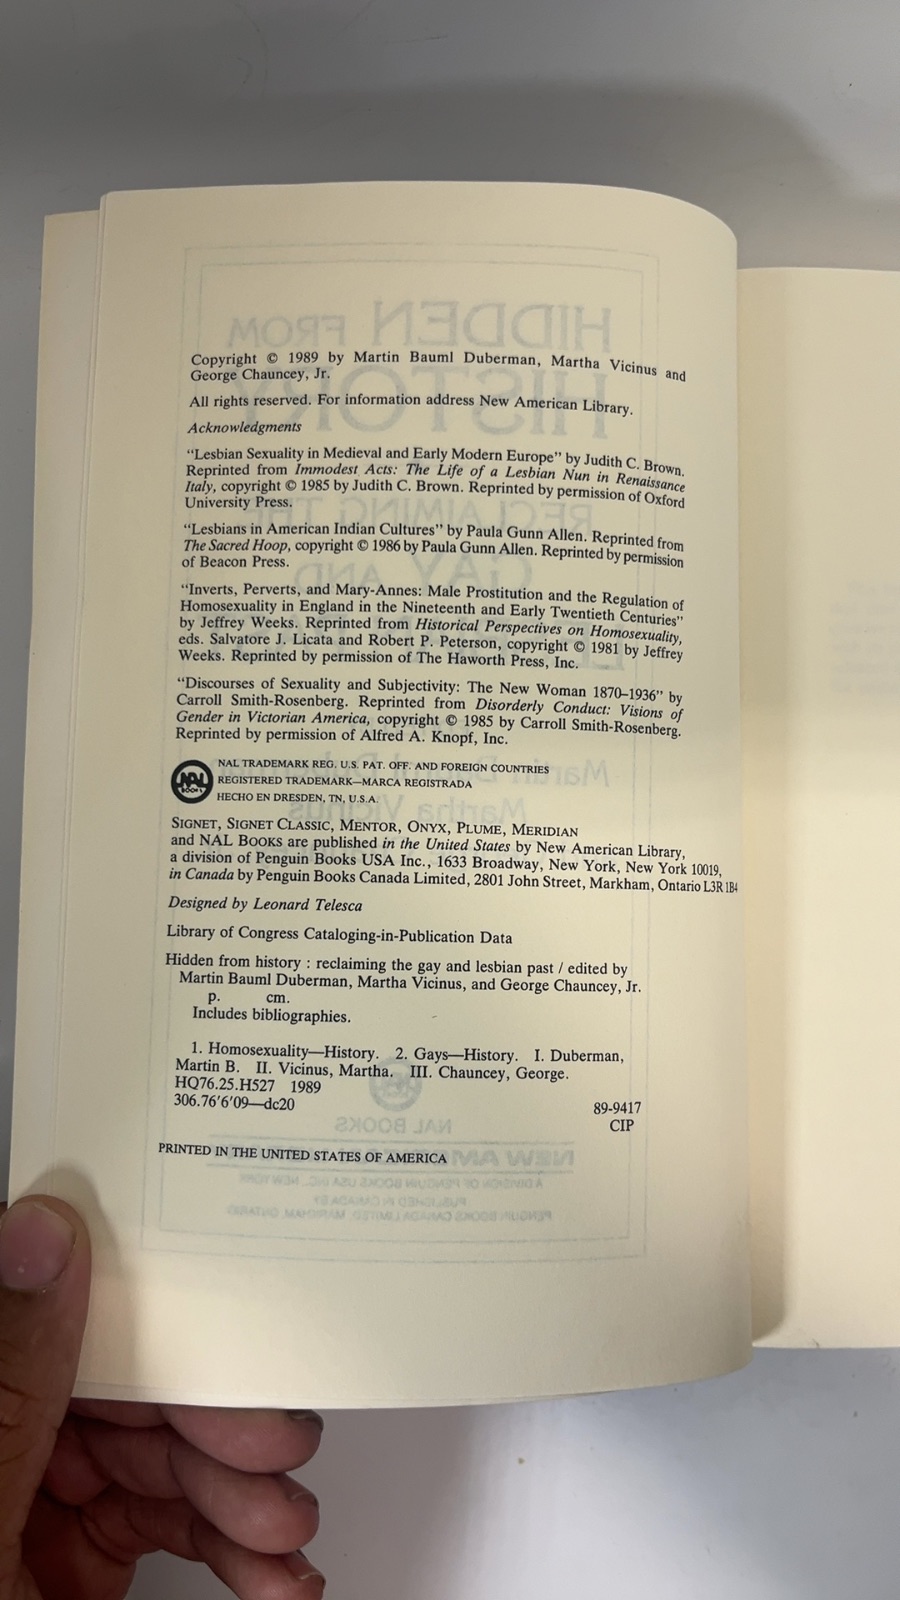 Copyright © 1989 by Martin Bauml Duberman, Martha Vicinus and
George Chauncey, Jr.
All rights reserved. For information address New American Library.
Acknowledgments
“Lesbian Sexuality in Medieval and Early Modern Europe” by Judith C. Brown.
Reprinted from Immodest Acts: The Life of a Lesbian Nun in Renaissance
Italy, copyright © 1985 by Judith C. Brown. Reprinted by permission of Oxford
University Press.
“Lesbians in American Indian Cultures” by Paula Gunn Allen. Reprinted from
The Sacred Hoop, copyright © 1986 by Paula Gunn Allen. Reprinted by permission
of Beacon Press.
“Inverts, Perverts, and Mary-Annes: Male Prostitution and the Regulation of
Homosexuality in England in the Nineteenth and Early Twentieth Centuries”
by Jeffrey Weeks. Reprinted from Historical Perspectives on Homosexuality,
eds. Salvatore J. Licata and Robert P. Peterson, copyright © 1981 by Jeffrey
Weeks. Reprinted by permission of The Haworth Press, Inc.
“Discourses of Sexuality and Subjectivity: The New Woman 1870–1936” by
Carroll Smith-Rosenberg. Reprinted from Disorderly Conduct: Visions of
Gender in Victorian America, copyright © 1985 by Carroll Smith-Rosenberg.
Reprinted by permission of Alfred A. Knopf, Inc.
NAL BOOKS
NAL TRADEMARK REG. U.S. PAT. OFF. AND FOREIGN COUNTRIES
REGISTERED TRADEMARK—MARCA REGISTRADA
HECHO EN DRESDEN, TN, U.S.A.
SIGNET, SIGNET CLASSIC, MENTOR, ONYX, PLUME, MERIDIAN
and NAL BOOKS are published in the United States by New American Library,
a division of Penguin Books USA Inc., 1633 Broadway, New York, New York 10019,
in Canada by Penguin Books Canada Limited, 2801 John Street, Markham, Ontario L3R 1B4
Designed by Leonard Telesca
Library of Congress Cataloging-in-Publication Data
Hidden from history : reclaiming the gay and lesbian past / edited by
Martin Bauml Duberman, Martha Vicinus, and George Chauncey, Jr.
p. cm.
Includes bibliographies.
1. Homosexuality—History. 2. Gays—History. I. Duberman,
Martin B. II. Vicinus, Martha. III. Chauncey, George.
HQ76.25.H527 1989
306.76'6'09—dc20 89-9417
CIP
PRINTED IN THE UNITED STATES OF AMERICA